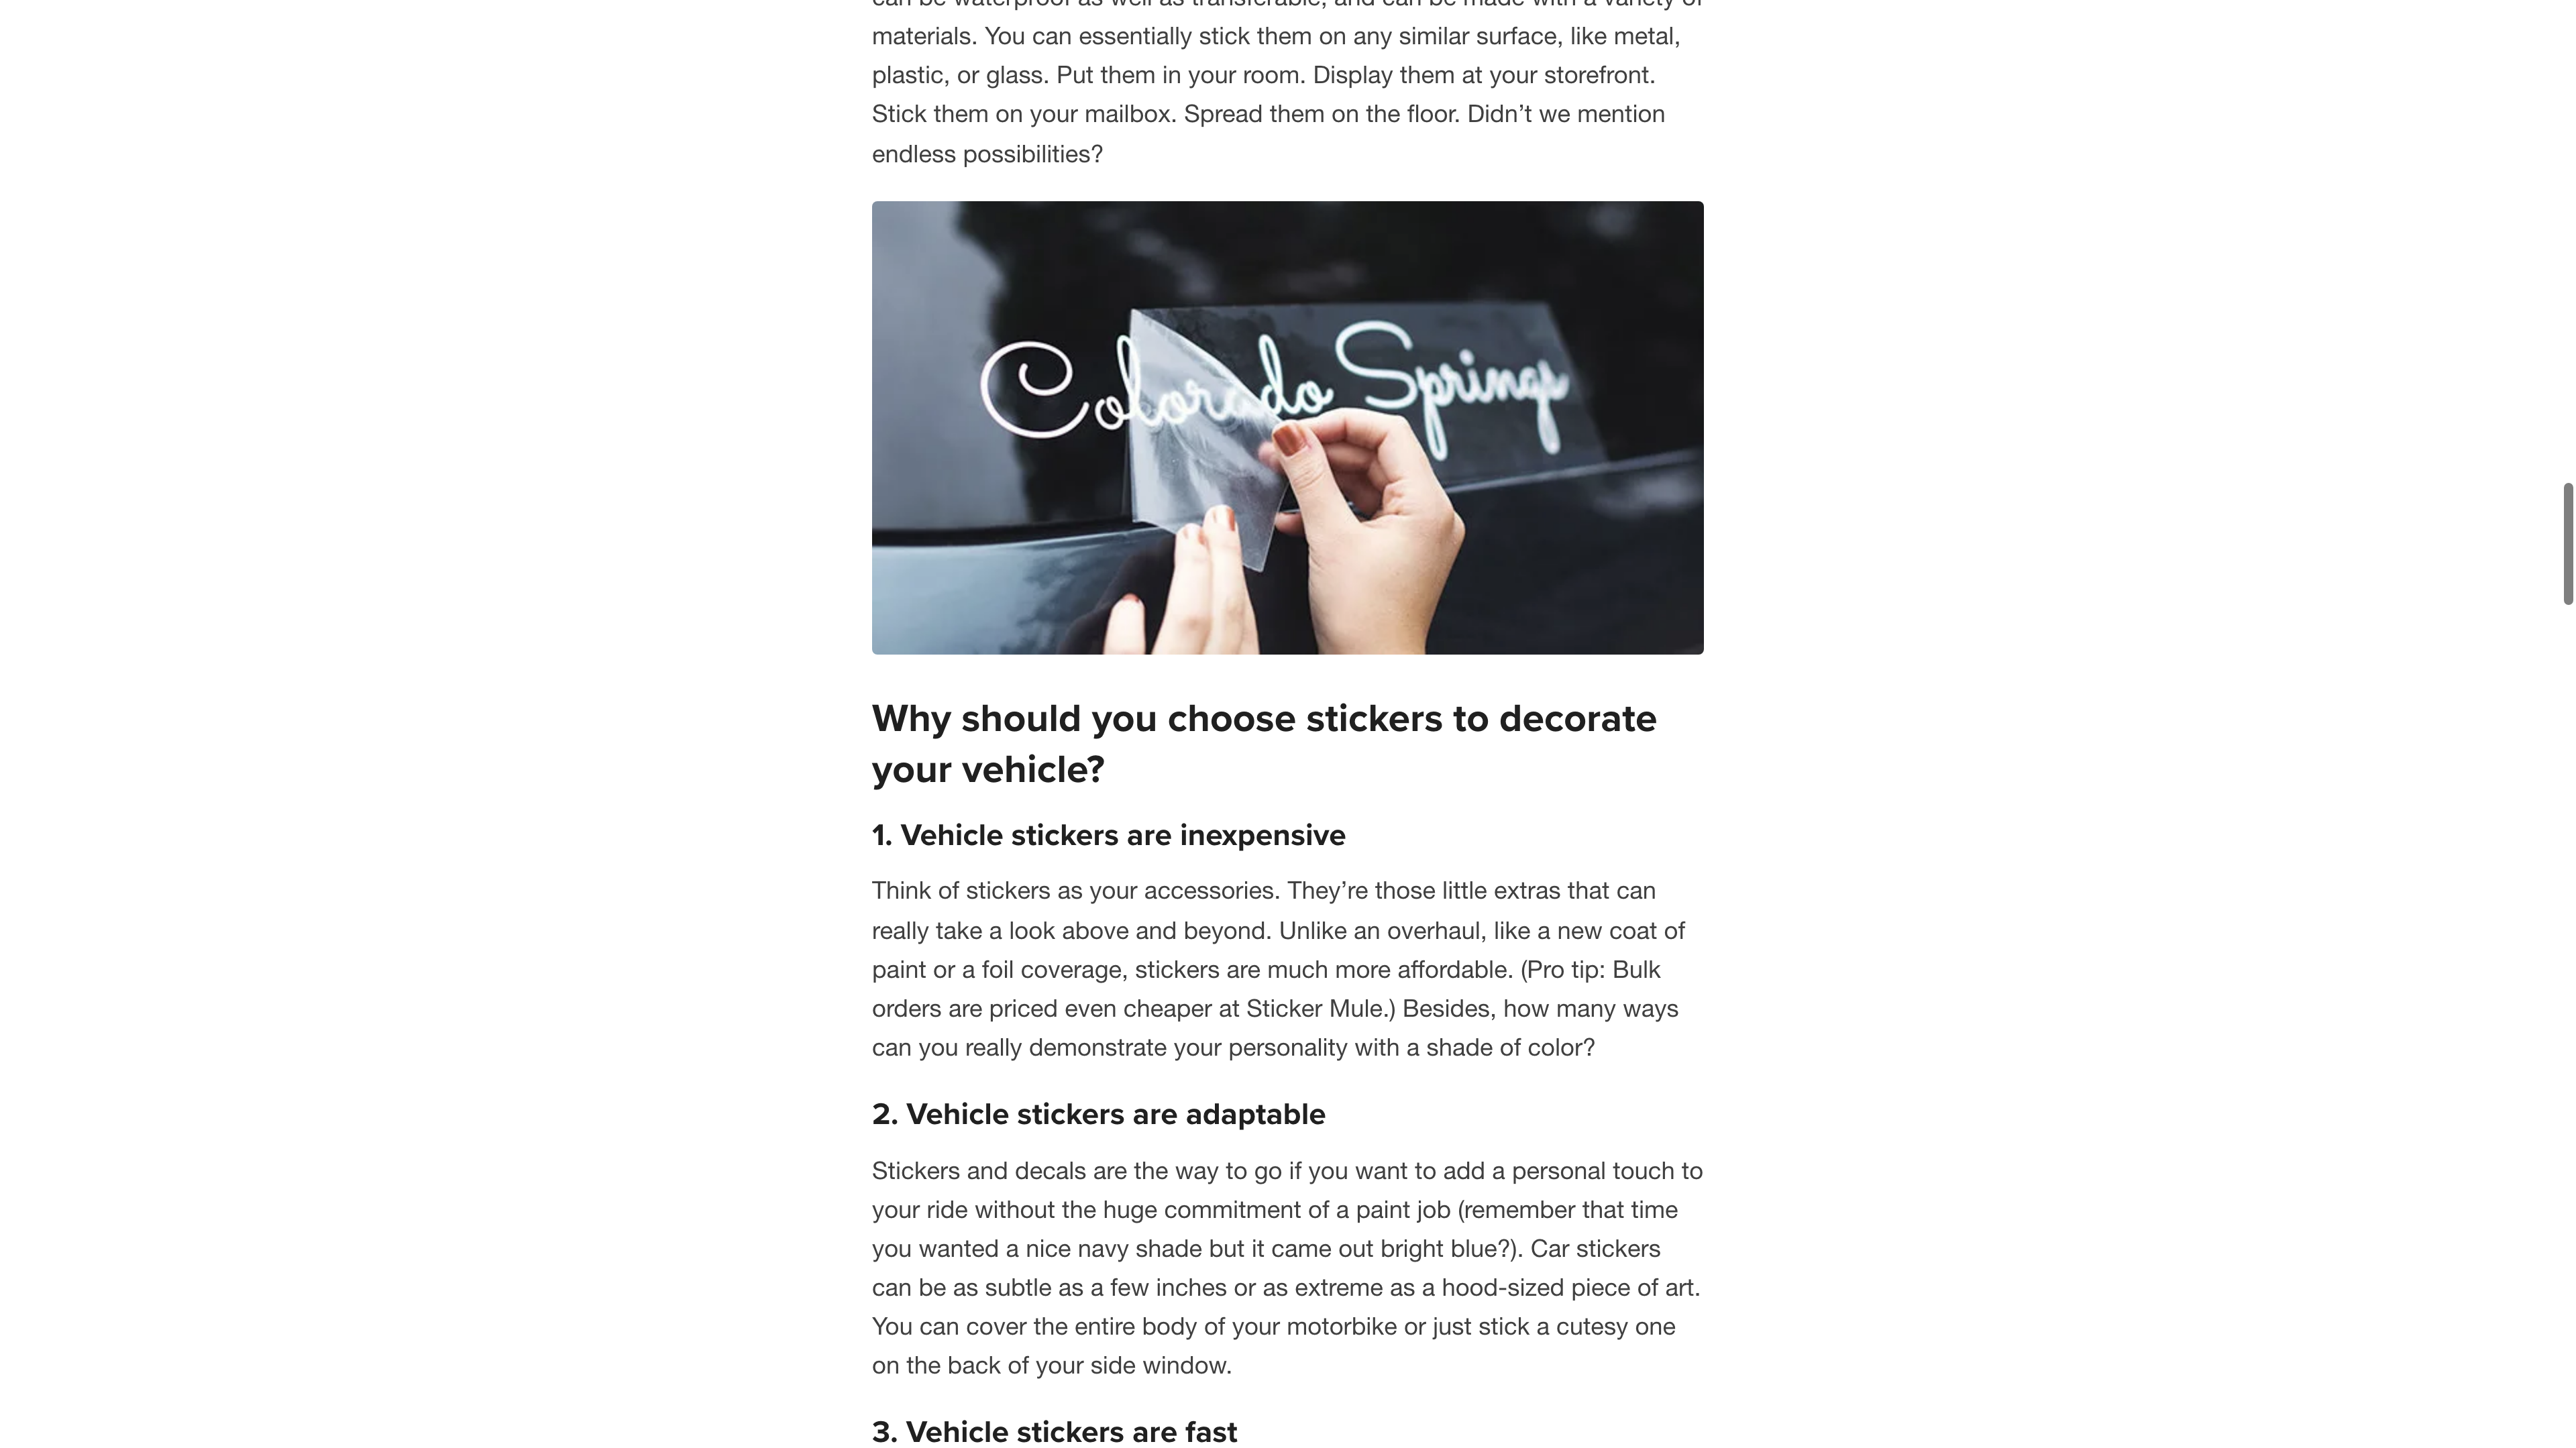 materials. You can essentially stick them on any similar surface, like metal,
plastic, or glass. Put them in your room. Display them at your storefront.
Stick them on your mailbox. Spread them on the floor. Didn’t we mention
endless possibilities?
Colorado Springs
Why should you choose stickers to decorate
your vehicle?
1. Vehicle stickers are inexpensive
Think of stickers as your accessories. They’re those little extras that can
really take a look above and beyond. Unlike an overhaul, like a new coat of
paint or a foil coverage, stickers are much more affordable. (Pro tip: Bulk
orders are priced even cheaper at Sticker Mule.) Besides, how many ways
can you really demonstrate your personality with a shade of color?
2. Vehicle stickers are adaptable
Stickers and decals are the way to go if you want to add a personal touch to
your ride without the huge commitment of a paint job (remember that time
you wanted a nice navy shade but it came out bright blue?). Car stickers
can be as subtle as a few inches or as extreme as a hood-sized piece of art.
You can cover the entire body of your motorbike or just stick a cutesy one
on the back of your side window.
3. Vehicle stickers are fast